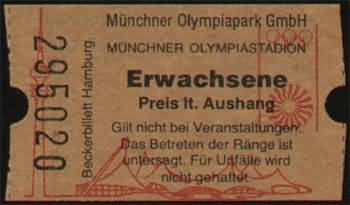 Münchner Olympiapark GmbH
MÜNCHNER OLYMPIASTADION
Erwachsene
Preis lt. Aushang
Gilt nicht bei Veranstaltungen.
Das Betreten der Ränge ist
untersagt. Für Unfälle wird
nicht gehaftet.
295020
Beckerbillett Hamburg